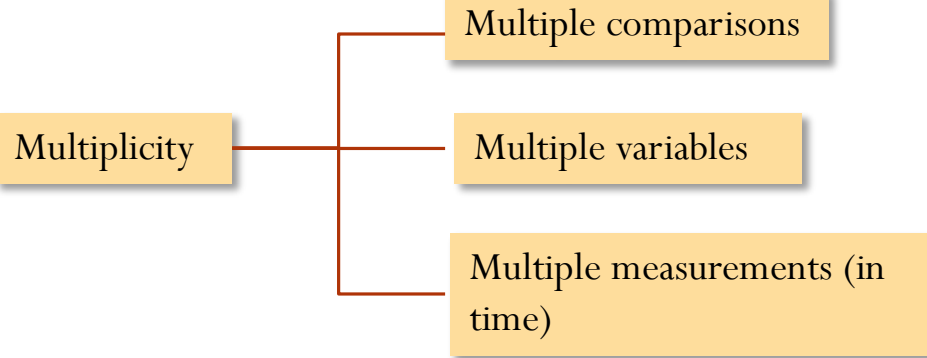 Multiple comparisons
Multiplicity
Multiple variables
Multiple measurements (in
time)